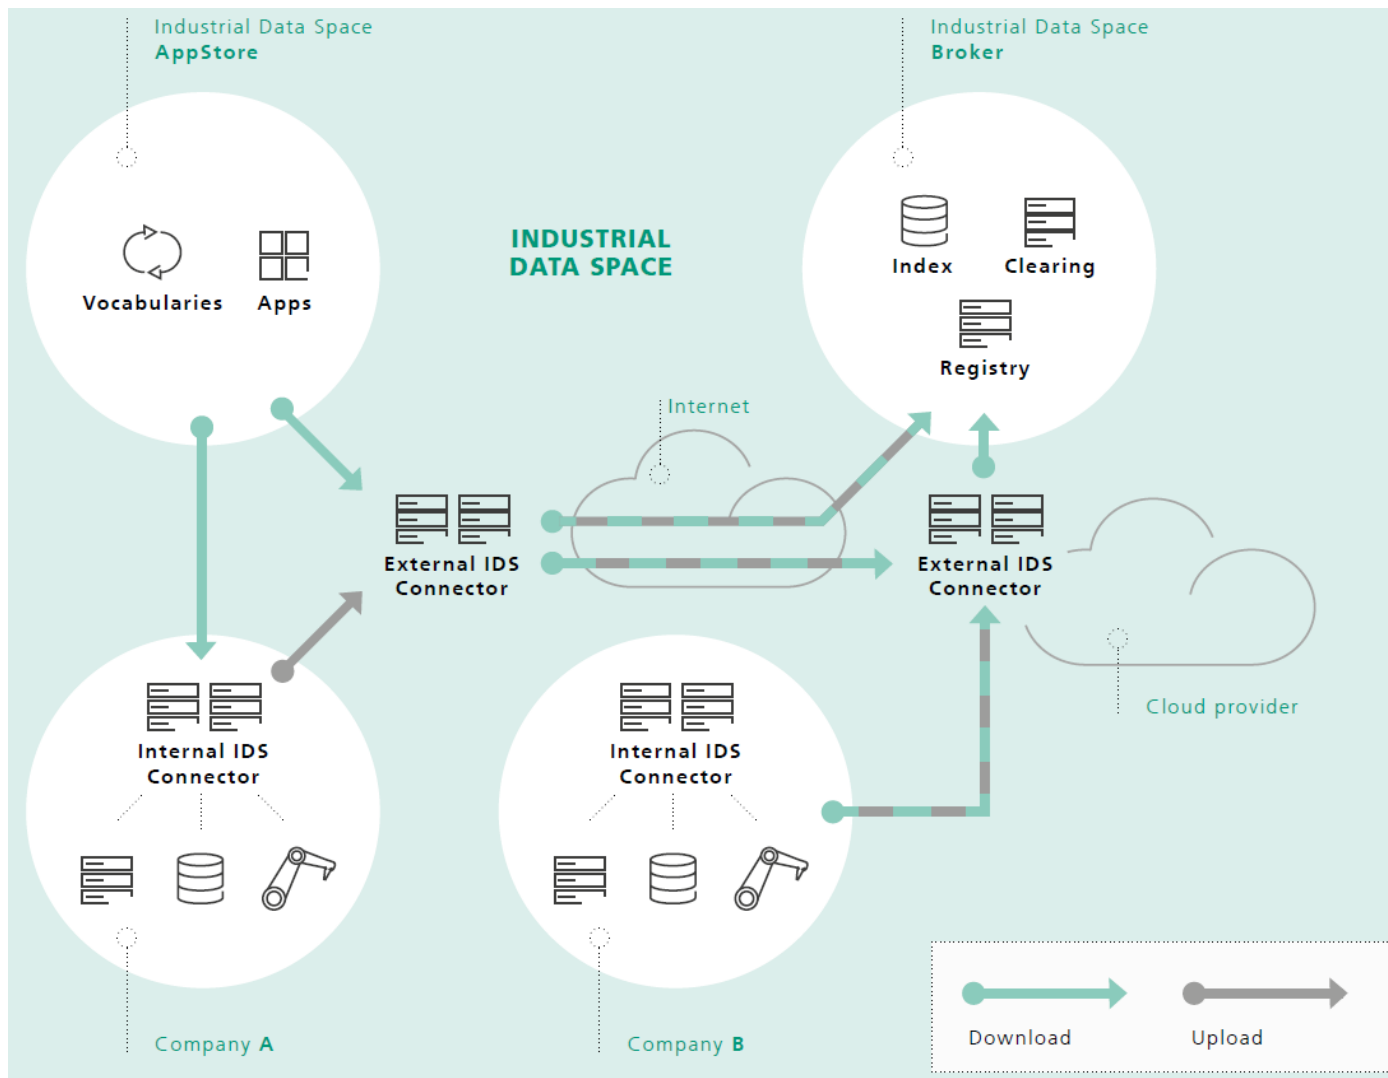 Industrial Data Space
AppStore
Industrial Data Space
Broker
Vocabularies
Apps
INDUSTRIAL
DATA SPACE
Index
Clearing
Registry
Internet
External IDS
Connector
External IDS
Connector
Cloud provider
Internal IDS
Connector
Internal IDS
Connector
Company A
Company B
Download
Upload